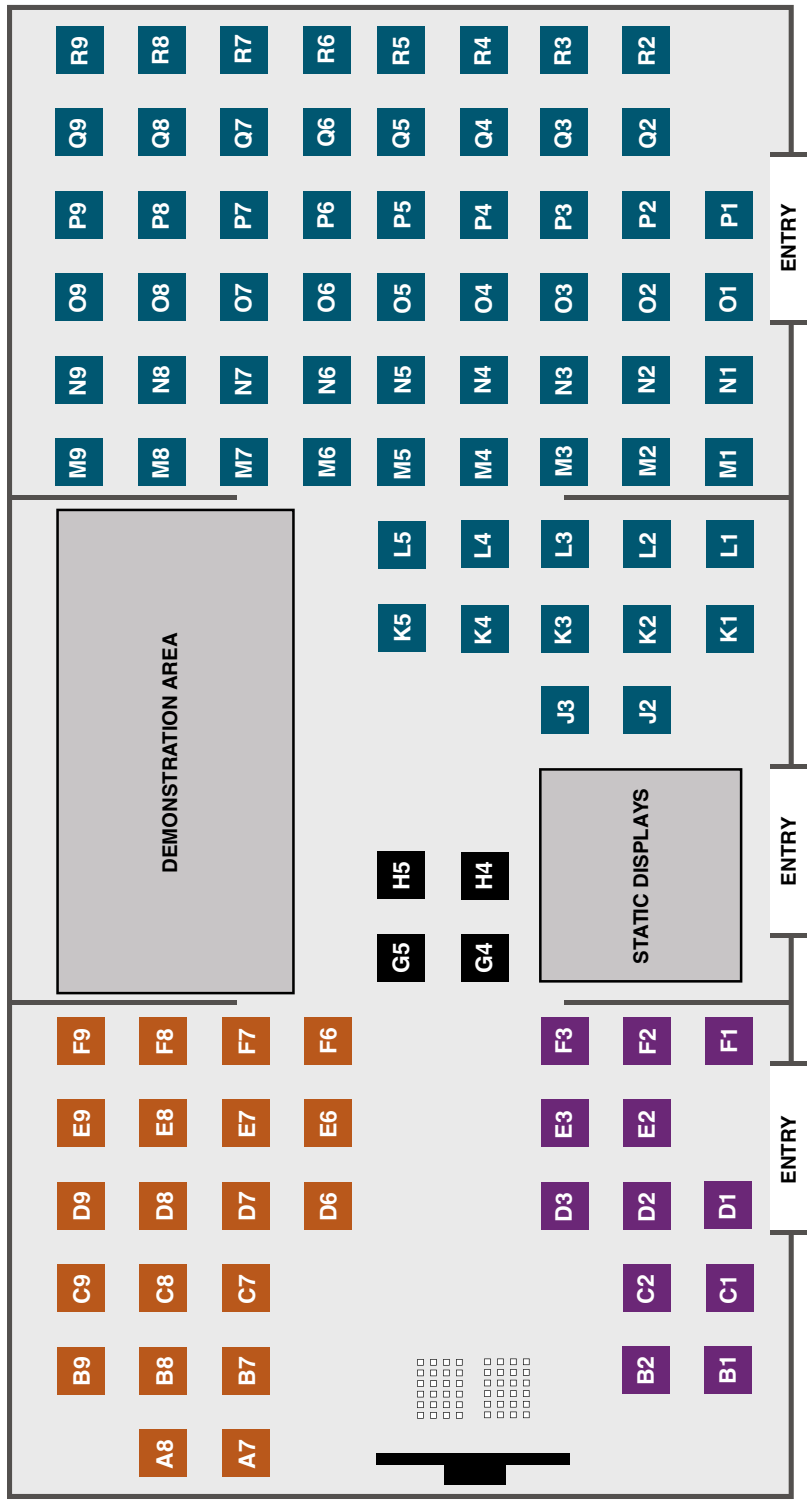 B9 C9 D9 E9 F9 M9 N9 O9 P9 Q9 R9
A8 B8 C8 D8 E8 F8 DEMONSTRATION AREA M8 N8 O8 P8 Q8 R8
A7 B7 C7 D7 E7 F7 M7 N7 O7 P7 Q7 R7
D6 E6 F6 M6 N6 O6 P6 Q6 R6
G5 H5 K5 L5 M5 N5 O5 P5 Q5 R5
G4 H4 K4 L4 M4 N4 O4 P4 Q4 R4
D3 E3 F3 J3 K3 L3 M3 N3 O3 P3 Q3 R3
B2 C2 D2 E2 F2 STATIC DISPLAYS J2 K2 L2 M2 N2 O2 P2 Q2 R2
B1 C1 D1 F1 K1 L1 M1 N1 O1 P1
ENTRY ENTRY ENTRY